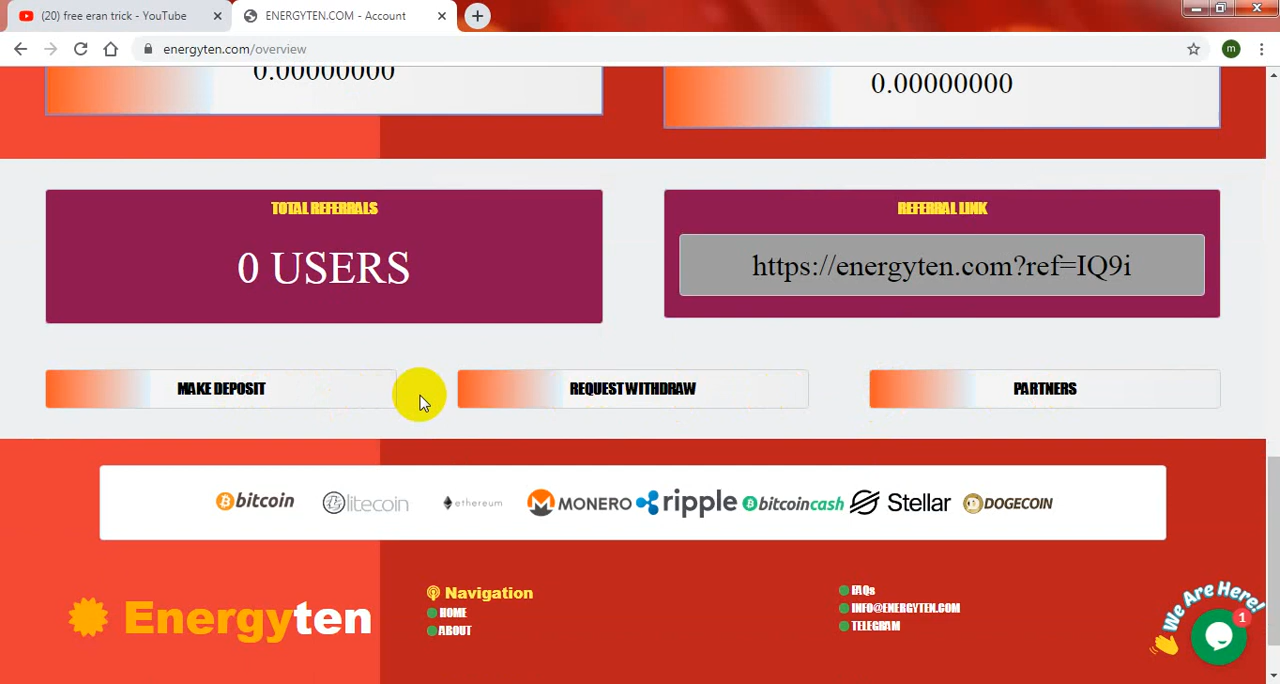 (20) free eran trick - YouTube
ENERGYTEN.COM - Account
energyten.com/overview
m
0.00000000
0.00000000
TOTAL REFERRALS
REFERRAL LINK
0 USERS
https://energyten.com?ref=IQ9i
MAKE DEPOSIT
REQUEST WITHDRAW
PARTNERS
bitcoin
litecoin
ethereum
MONERO
ripple
bitcoincash
Stellar
DOGECOIN
Energyten
Navigation
HOME
ABOUT
FAQs
INFO@ENERGYTEN.COM
TELEGRAM
We Are Here!
1